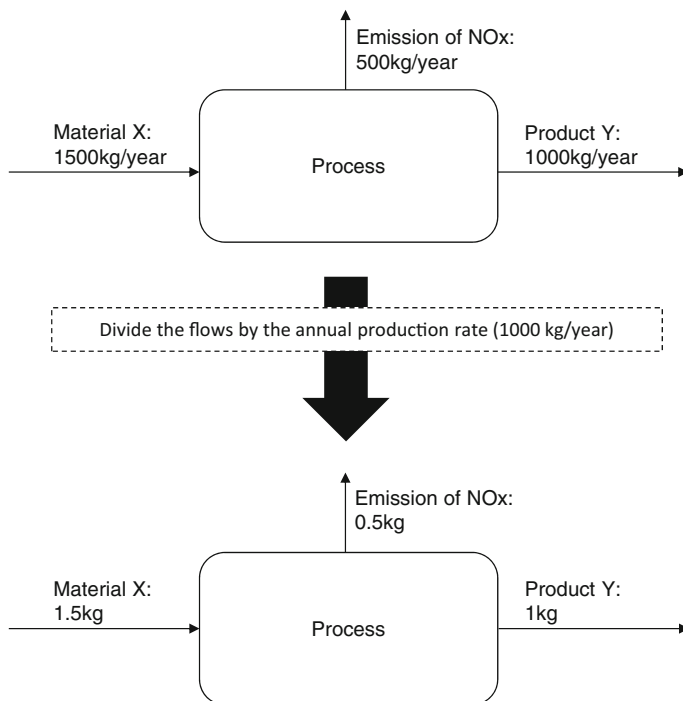 Emission of NOx:
500kg/year
Material X:
1500kg/year
Process
Product Y:
1000kg/year
Divide the flows by the annual production rate (1000 kg/year)
Emission of NOx:
0.5kg
Material X:
1.5kg
Process
Product Y:
1kg